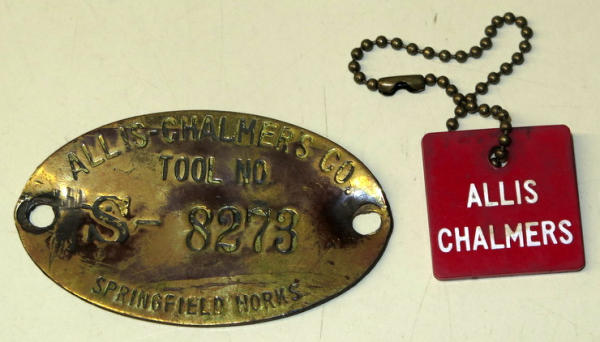 ALLIS-CHALMERS CO.
TOOL NO.
S- 8273
SPRINGFIELD WORKS
ALLIS
CHALMERS